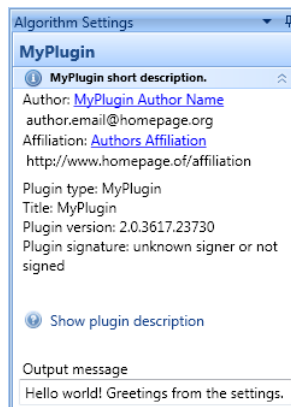 Algorithm Settings
MyPlugin
MyPlugin short description.
Author: MyPlugin Author Name
author.email@homepage.org
Affiliation: Authors Affiliation
http://www.homepage.of/affiliation
Plugin type: MyPlugin
Title: MyPlugin
Plugin version: 2.0.3617.23730
Plugin signature: unknown signer or not
signed
Show plugin description
Output message
Hello world! Greetings from the settings.